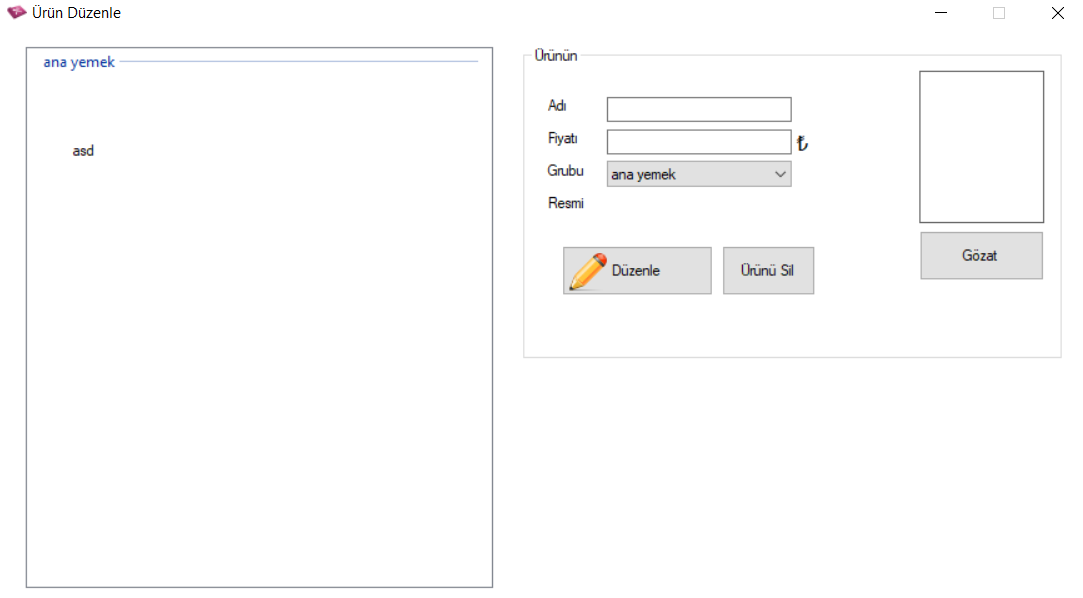 Ürün Düzenle
ana yemek
asd
Ürünün
Adı
Fiyatı ₺
Grubu ana yemek
Resmi
Düzenle
Ürünü Sil
Gözat